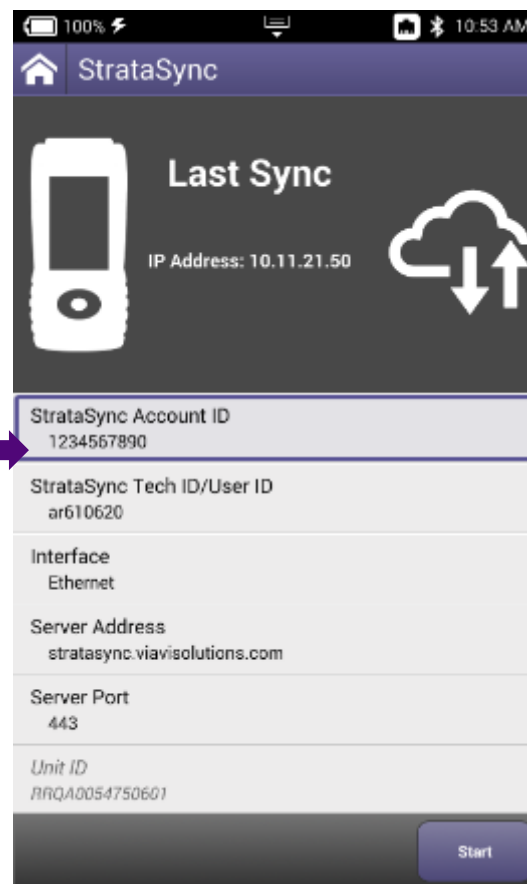 100% 10:53 AM
StrataSync
Last Sync
IP Address: 10.11.21.50
StrataSync Account ID
1234567890
StrataSync Tech ID/User ID
ar610620
Interface
Ethernet
Server Address
stratasync.viavisolutions.com
Server Port
443
Unit ID
RRQA0054750601
Start